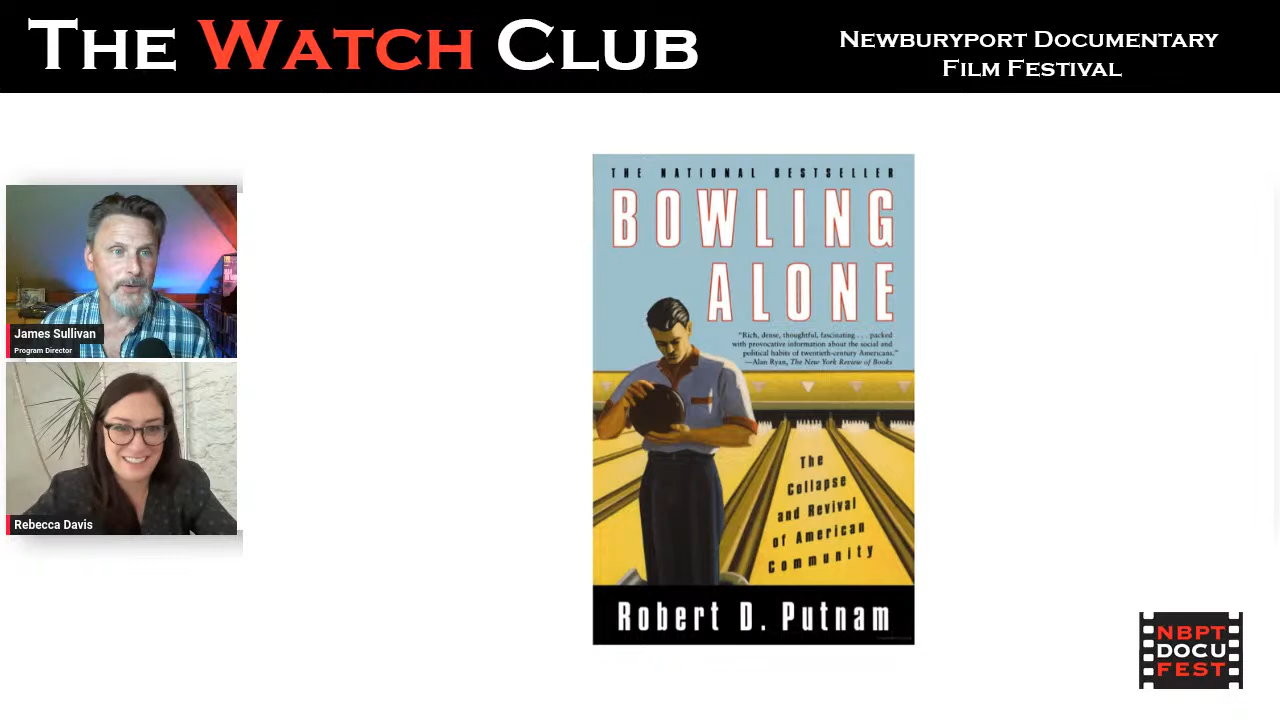 THE WATCH CLUB
NEWBURYPORT DOCUMENTARY
FILM FESTIVAL
James Sullivan
Program Director
Rebecca Davis
THE NATIONAL BESTSELLER
BOWLING
ALONE
"Rich, dense, thoughtful, fascinating . . . packed
with provocative information about the social and
political habits of twentieth-century Americans."
—Alan Ryan, The New York Review of Books
The
Collapse
and Revival
of American
Community
Robert D. Putnam
NBPT
DOCU
FEST